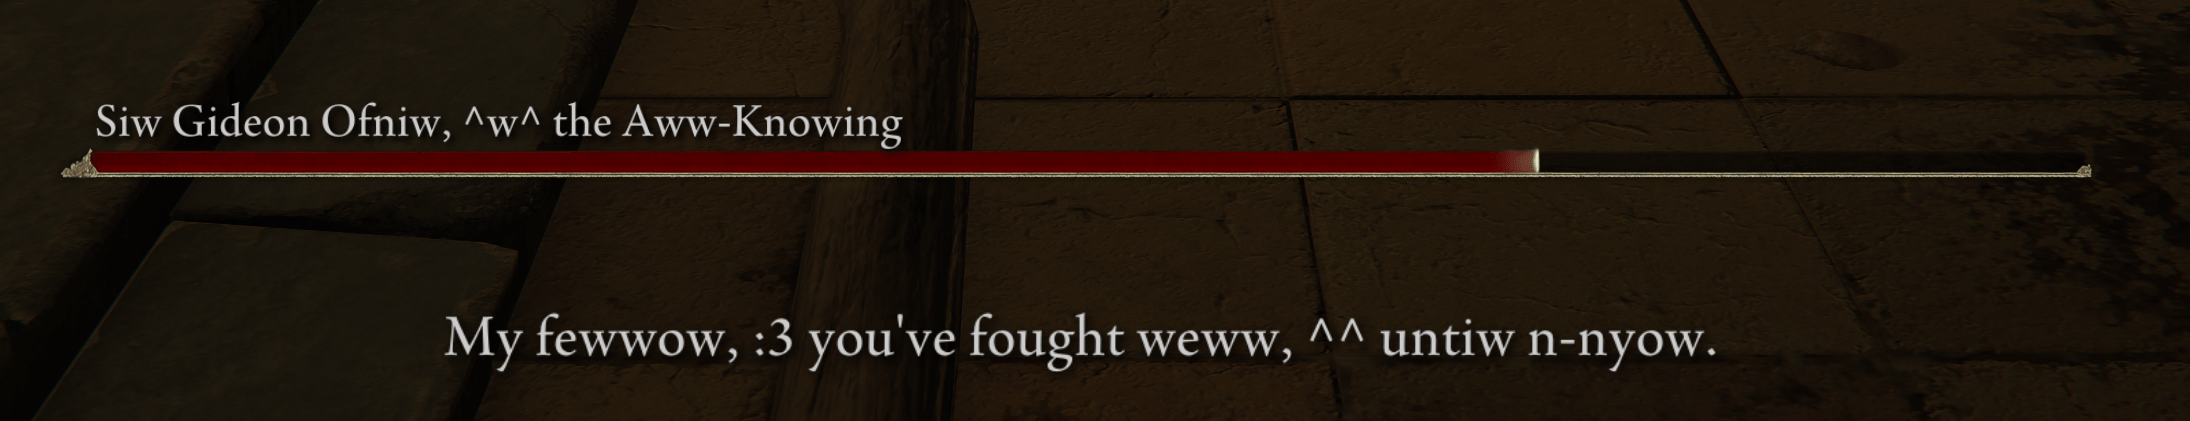 Siw Gideon Ofniw, ^w^ the Aww-Knowing
My fewwow, :3 you've fought weww, ^^ untiw n-nyow.